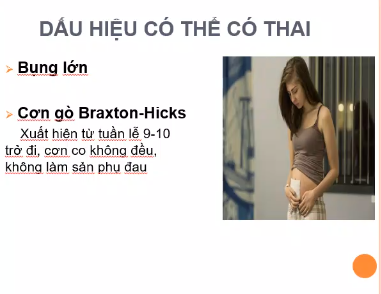 DẤU HIỆU CÓ THỂ CÓ THAI
Bụng lớn
Cơn gò Braxton-Hicks
Xuất hiện từ tuần lễ 9-10
trở đi, cơn co không đều,
không làm sản phụ đau